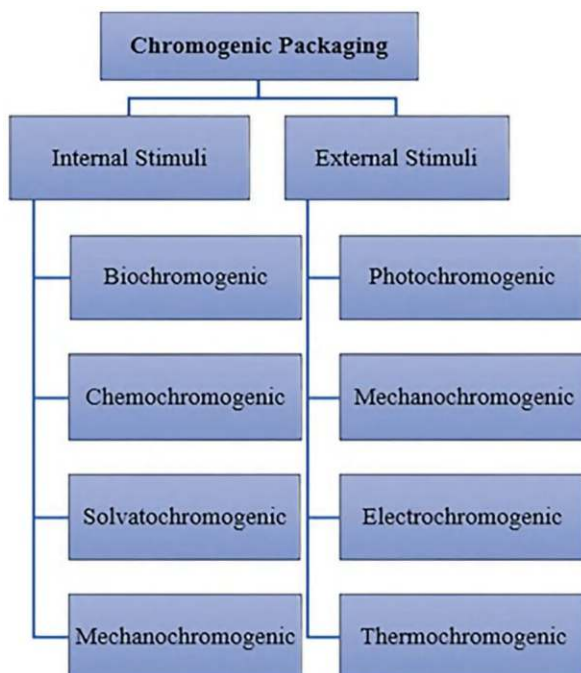 Chromogenic Packaging
Internal Stimuli
External Stimuli
Biochromogenic
Photochromogenic
Chemochromogenic
Mechanochromogenic
Solvatochromogenic
Electrochromogenic
Mechanochromogenic
Thermochromogenic